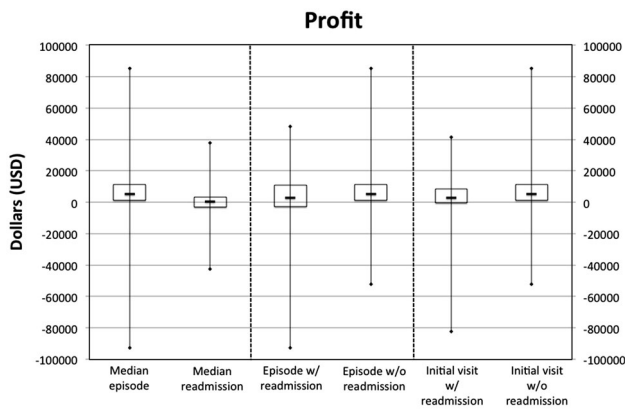 Profit
Dollars (USD)
100000 100000
80000 80000
60000 60000
40000 40000
20000 20000
0 0
-20000 -20000
-40000 -40000
-60000 -60000
-80000 -80000
-100000 -100000
Median episode
Median readmission
Episode w/ readmission
Episode w/o readmission
Initial visit w/ readmission
Initial visit w/o readmission